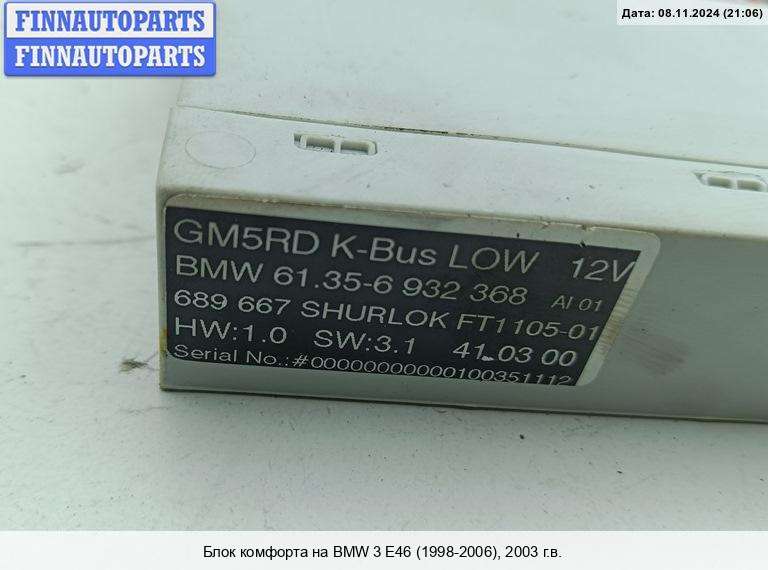 FINNAUTOPARTS
FINNAUTOPARTS
Дата: 08.11.2024 (21:06)
GM5RD K-Bus LOW 12V
BMW 61.35-6 932 368 AI 01
689 667 SHURLOK FT1105-01
HW:1.0 SW:3.1 41.03 00
Serial No.:#000000000000100351112
Блок комфорта на BMW 3 E46 (1998-2006), 2003 г.в.